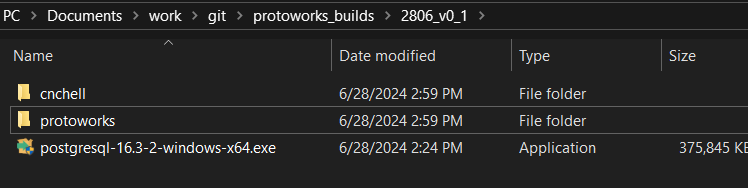 PC > Documents > work > git > protoworks_builds > 2806_v0_1 >
Name Date modified Type Size
cnchell 6/28/2024 2:59 PM File folder
protoworks 6/28/2024 2:59 PM File folder
postgresql-16.3-2-windows-x64.exe 6/28/2024 2:24 PM Application 375,845 KB